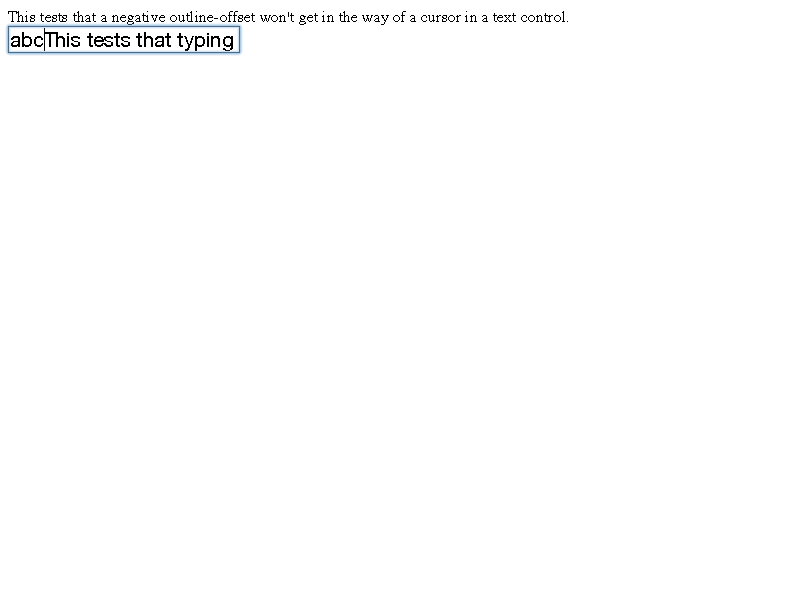 This tests that a negative outline-offset won't get in the way of a cursor in a text control.
abcThis tests that typing